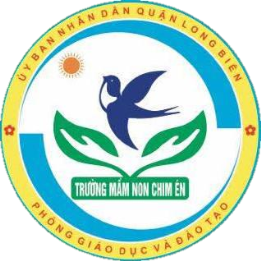 ỦY BAN NHÂN DÂN QUẬN LONG BIÊN
TRƯỜNG MẦM NON CHIM ÉN
PHÒNG GIÁO DỤC VÀ ĐÀO TẠO